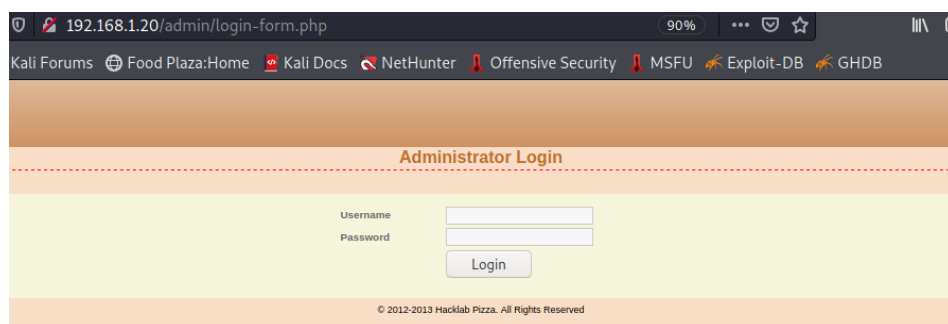 192.168.1.20/admin/login-form.php 90%
Kali Forums Food Plaza:Home Kali Docs NetHunter Offensive Security MSFU Exploit-DB GHDB
Administrator Login
Username
Password
Login
© 2012-2013 Hacklab Pizza. All Rights Reserved